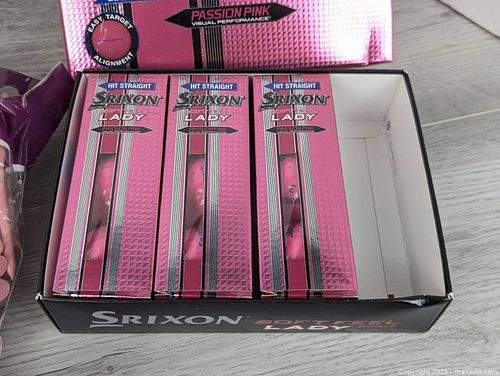 EASY TARGET
ALIGNMENT
PASSION PINK
VISUAL PERFORMANCE
HIT STRAIGHT
SRIXON
LADY
HIT STRAIGHT
SRIXON
LADY
HIT STRAIGHT
SRIXON
LADY
SRIXON
SOFT FEEL
LADY
Copyright 2025 - maxsold.com